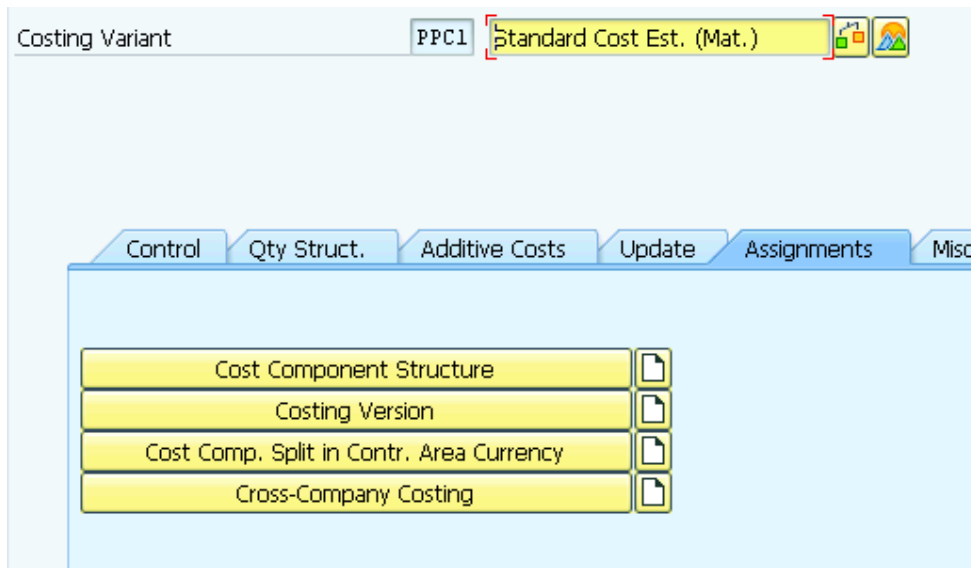 Costing Variant PPC1 Standard Cost Est. (Mat.)
Control Qty Struct. Additive Costs Update Assignments Misc
Cost Component Structure
Costing Version
Cost Comp. Split in Contr. Area Currency
Cross-Company Costing